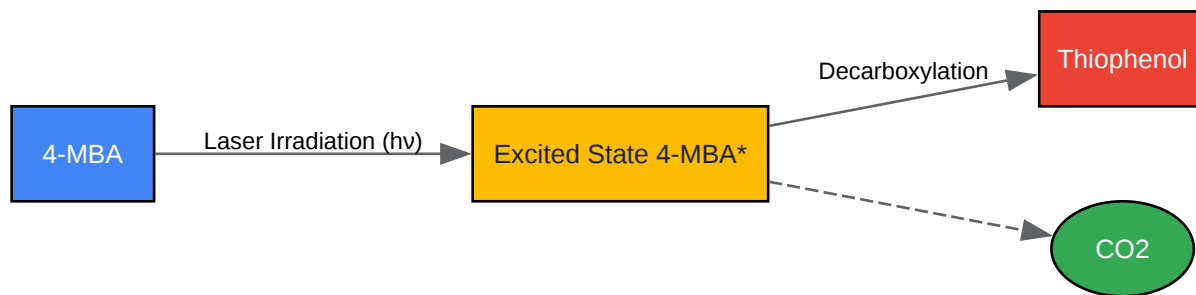 4-MBA
Laser Irradiation (hν)
Excited State 4-MBA*
Decarboxylation
Thiophenol
CO2